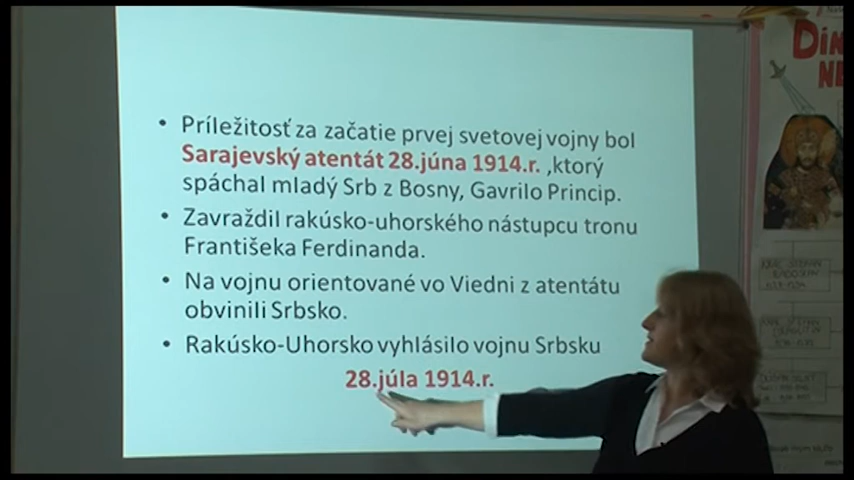 • Príležitosť za začatie prvej svetovej vojny bol
Sarajevský atentát 28.júna 1914.r. ,ktorý
spáchal mladý Srb z Bosny, Gavrilo Princip.
• Zavraždil rakúsko-uhorského nástupcu tronu
Františeka Ferdinanda.
• Na vojnu orientované vo Viedni z atentátu
obvinili Srbsko.
• Rakúsko-Uhorsko vyhlásilo vojnu Srbsku
28.júla 1914.r.